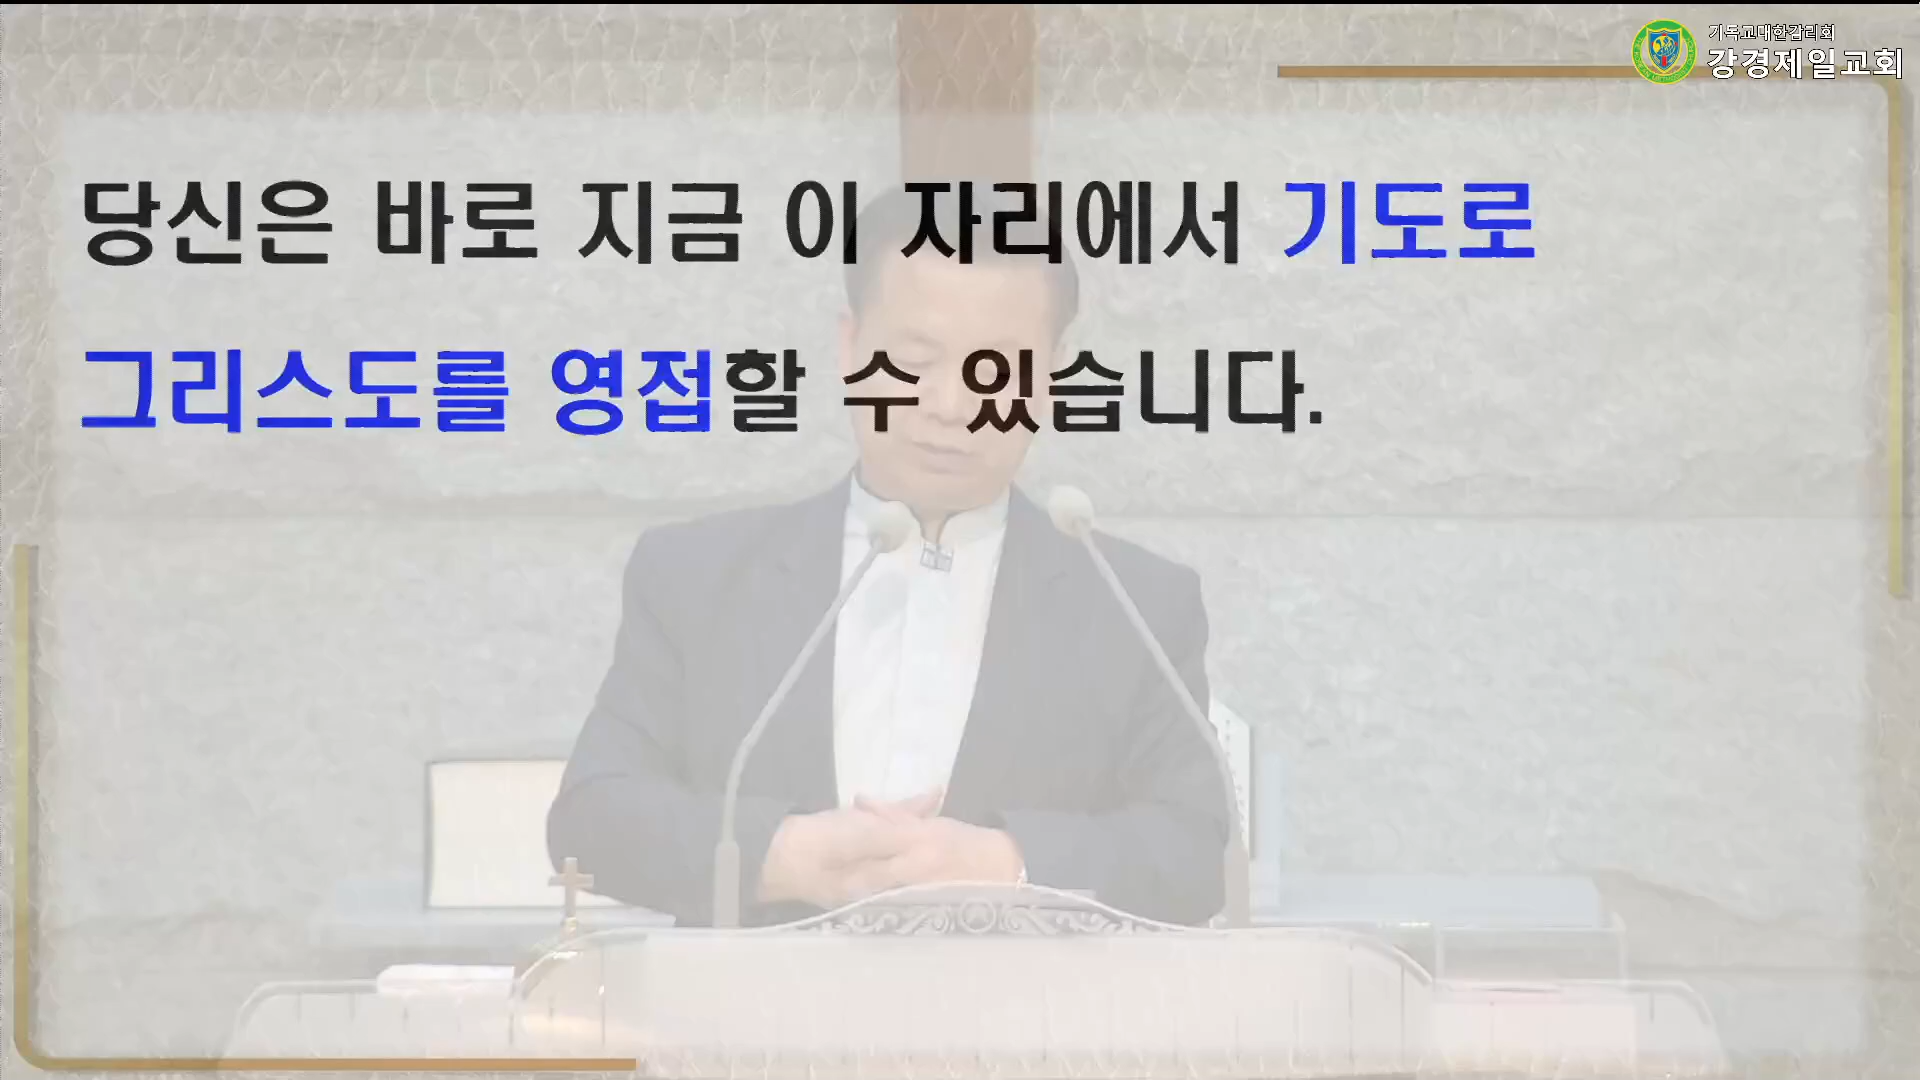 기독교대한감리회
강경제일교회
당신은 바로 지금 이 자리에서 기도로
그리스도를 영접할 수 있습니다.